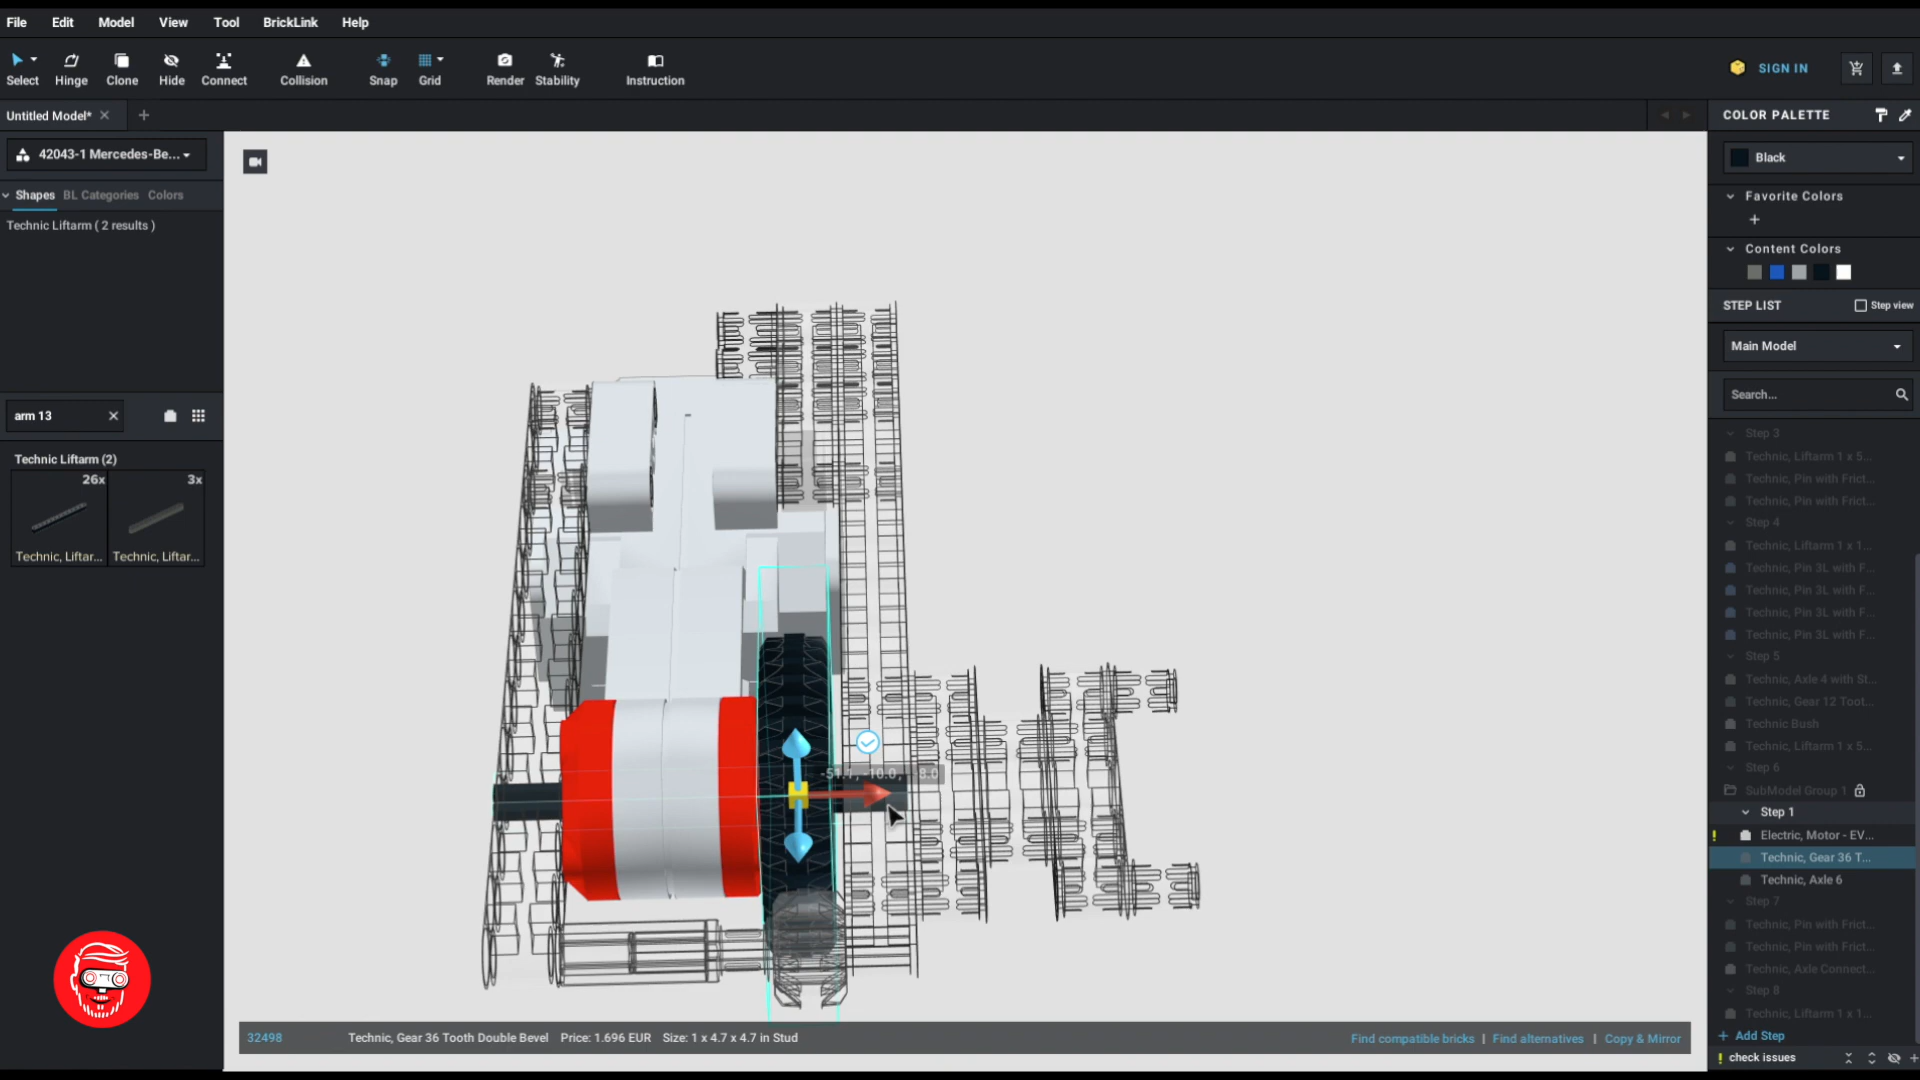 File Edit Model View Tool BrickLink Help
Select Hinge Clone Hide Connect Collision Snap Grid Render Stability Instruction
SIGN IN
Untitled Model*
42043-1 Mercedes-Be...
Shapes BL Categories Colors
Technic Liftarm ( 2 results )
arm 13
Technic Liftarm (2)
26x 3x
Technic, Liftar... Technic, Liftar...
32498 Technic, Gear 36 Tooth Double Bevel Price: 1.696 EUR Size: 1 x 4.7 x 4.7 in Stud
Find compatible bricks | Find alternatives | Copy & Mirror
COLOR PALETTE
Black
Favorite Colors
Content Colors
STEP LIST Step view
Main Model
Search...
Step 3
Technic, Liftarm 1 x 5...
Technic, Pin with Frict...
Technic, Pin with Frict...
Step 4
Technic, Liftarm 1 x 1...
Technic, Pin 3L with F...
Technic, Pin 3L with F...
Technic, Pin 3L with F...
Technic, Pin 3L with F...
Step 5
Technic, Axle 4 with St...
Technic, Gear 12 Toot...
Technic Bush
Technic, Liftarm 1 x 5...
Step 6
SubModel Group 1
Step 1
Electric, Motor - EV...
Technic, Gear 36 T...
Technic, Axle 6
Step 7
Technic, Pin with Frict...
Technic, Pin with Frict...
Technic, Axle Connect...
Step 8
Technic, Liftarm 1 x 1...
+ Add Step
! check issues